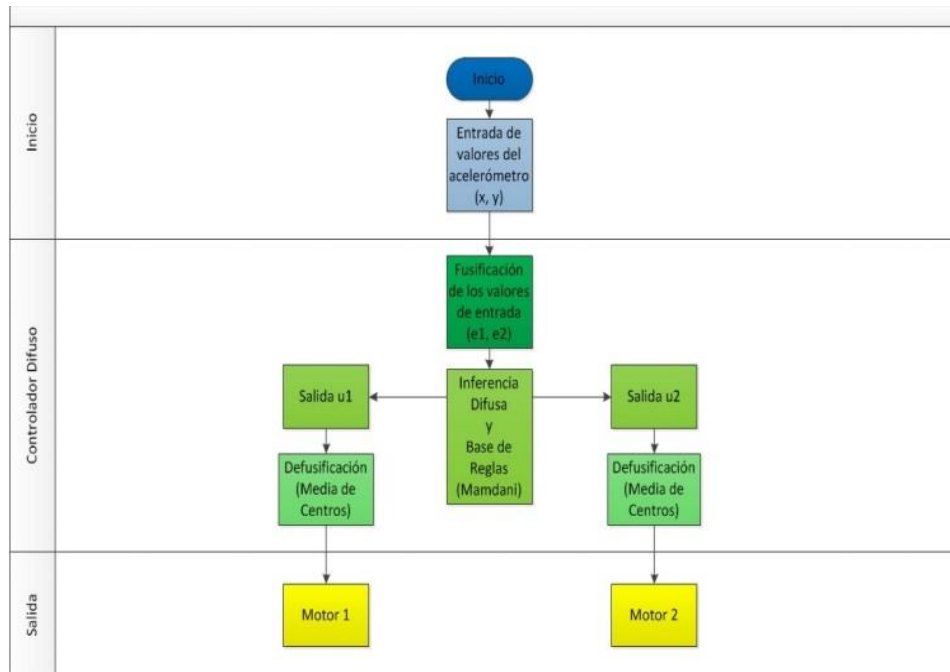 Inicio
Inicio
Entrada de
valores del
acelerómetro
(x, y)
Controlador Difuso
Fusificación
de los valores
de entrada
(e1, e2)
Salida u1
Inferencia
Difusa
y
Base de
Reglas
(Mamdani)
Salida u2
Defusificación
(Media de
Centros)
Defusificación
(Media de
Centros)
Salida
Motor 1
Motor 2